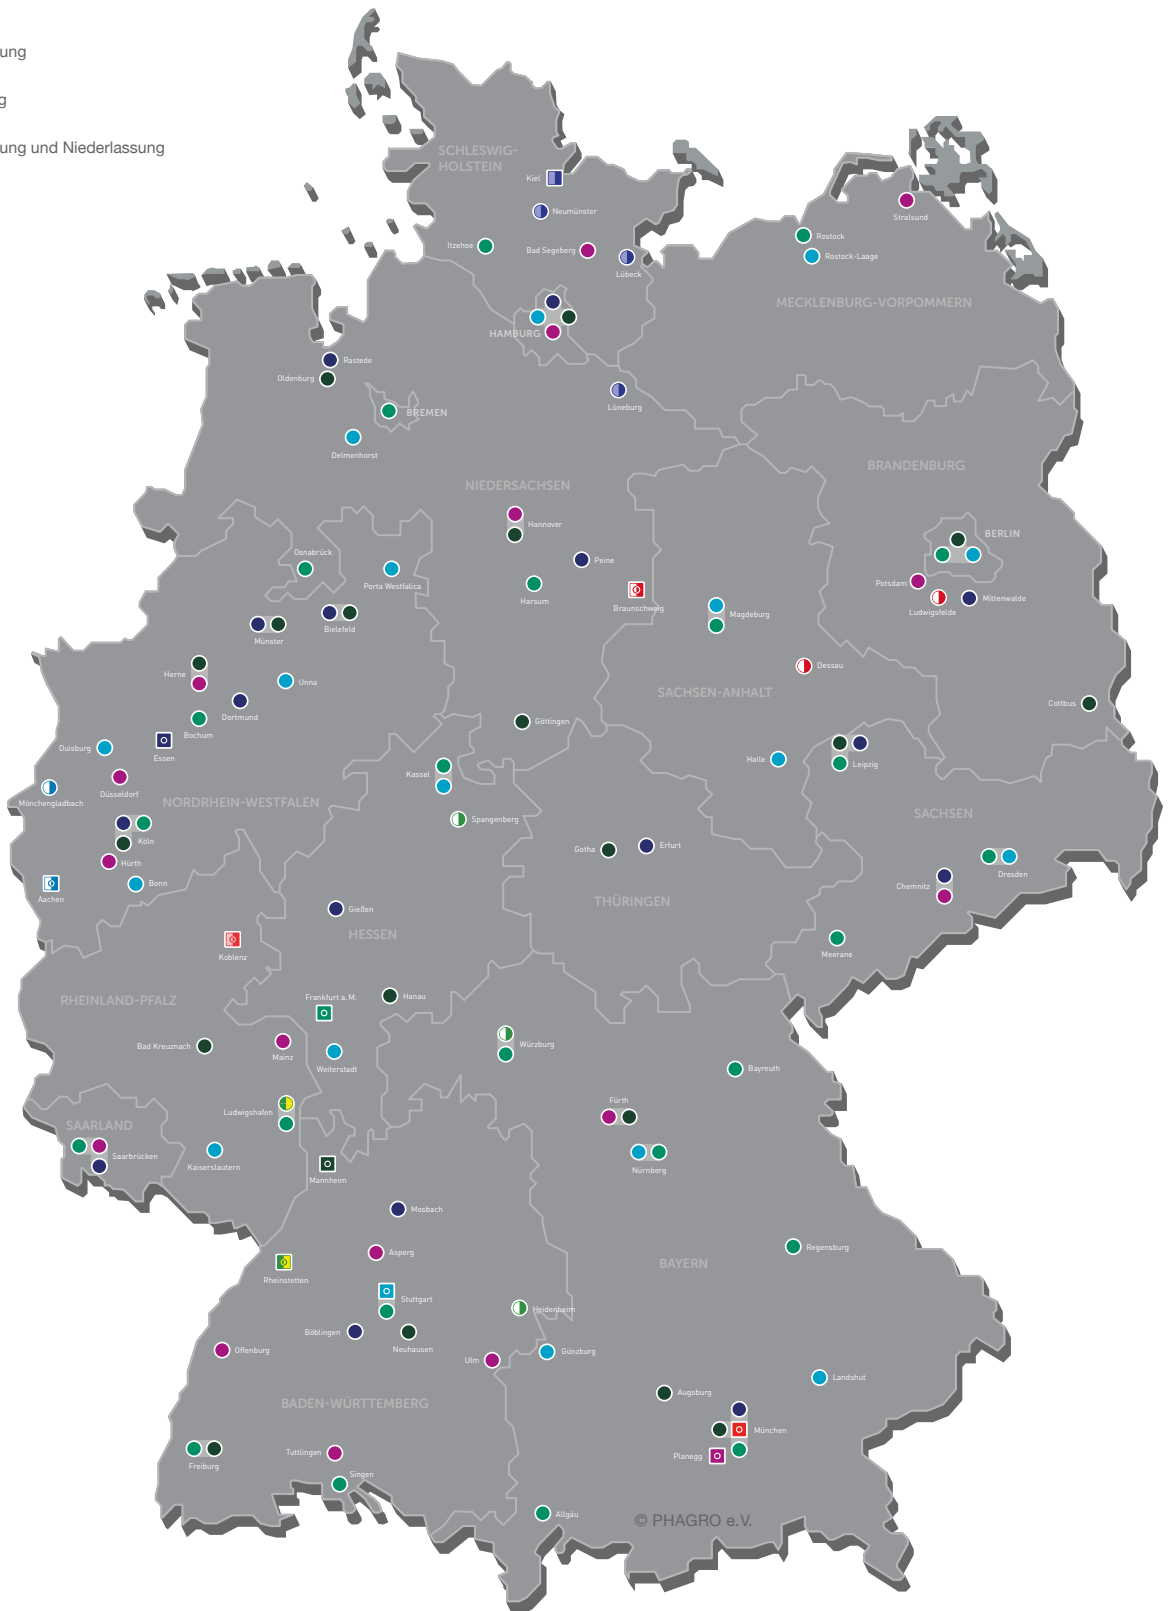 ung
g
ung und Niederlassung
SCHLESWIG-
HOLSTEIN
Kiel
Neumünster
Stralsund
Itzehoe
Bad Segeberg
Lübeck
Rostock
Rostock-Laage
MECKLENBURG-VORPOMMERN
HAMBURG
Rastede
Oldenburg
Lüneburg
BREMEN
Delmenhorst
BRANDENBURG
NIEDERSACHSEN
Hannover
BERLIN
Osnabrück
Peine
Porta Westfalica
Harsum
Potsdam
Braunschweig
Ludwigsfelde
Mittenwalde
Magdeburg
Bielefeld
Münster
Dessau
Herne
Unna
SACHSEN-ANHALT
Cottbus
Dortmund
Göttingen
Bochum
Duisburg
Essen
Halle
Leipzig
Kassel
Düsseldorf
Mönchengladbach
NORDRHEIN-WESTFALEN
SACHSEN
Spangenberg
Köln
Gotha
Erfurt
Hürth
Dresden
Bonn
Chemnitz
Aachen
THÜRINGEN
Gießen
HESSEN
Koblenz
Meerane
RHEINLAND-PFALZ
Frankfurt a. M.
Hanau
Bad Kreuznach
Mainz
Würzburg
Weiterstadt
Bayreuth
Fürth
Ludwigshafen
SAARLAND
Saarbrücken
Kaiserslautern
Nürnberg
Mannheim
Mosbach
Asperg
Regensburg
BAYERN
Rheinstetten
Stuttgart
Heidenheim
Böblingen
Neuhausen
Offenburg
Ulm
Günzburg
Landshut
Augsburg
BADEN-WÜRTTEMBERG
München
Tuttlingen
Planegg
Freiburg
Singen
Allgäu
© PHAGRO e.V.